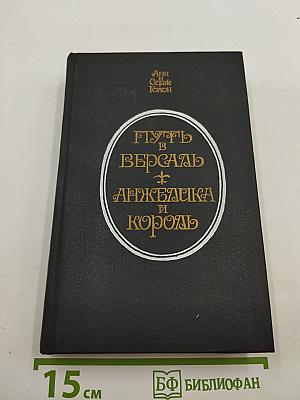 Анн
и
Серж
Голон
ПУТЬ
В
ВЕРСАЛЬ
АНЖЕЛИКА
И
КОРОЛЬ
15 см
БФ БИБЛИОФАН